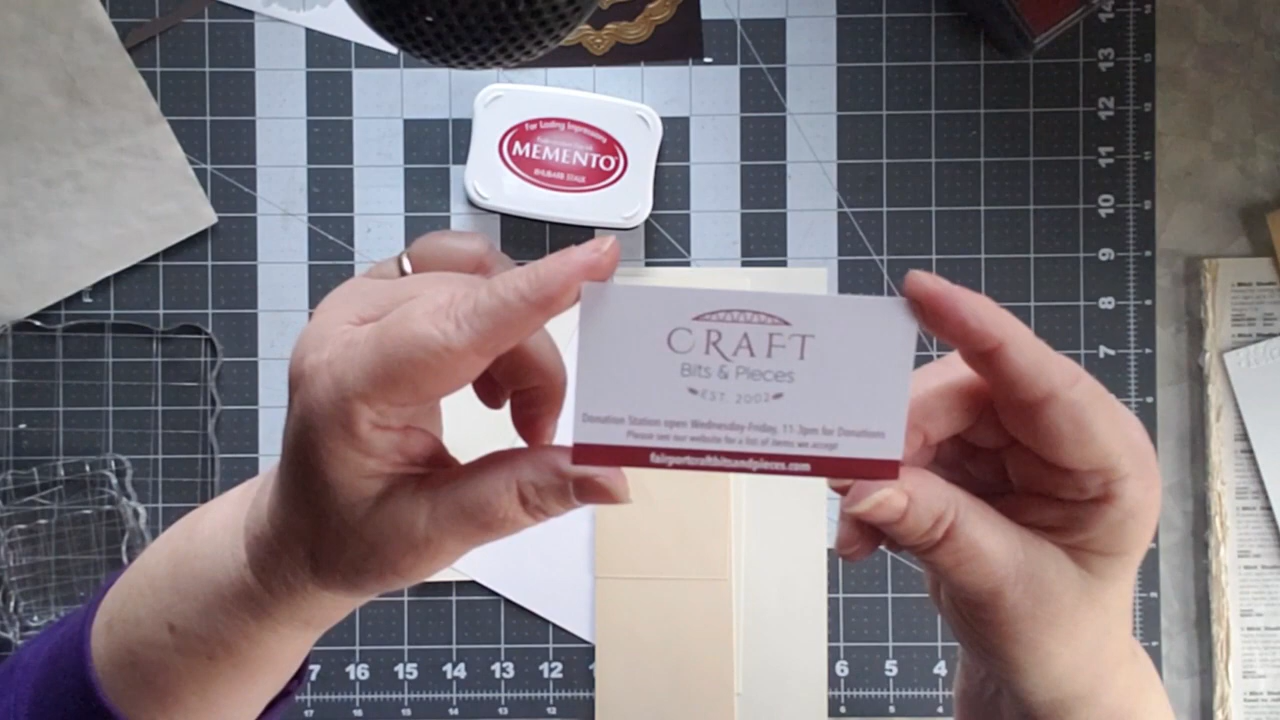 For Lasting Impressions
MEMENTO
RHUBARB STALK
CRAFT
Bits & Pieces
EST. 2002
Donation Station open Wednesday-Friday, 11-3pm for Donations
Please see our website for a list of items we accept
fairportcraftbitsandpieces.com
14
13
12
11
10
9
8
7
17 16 15 14 13 12 6 5 4